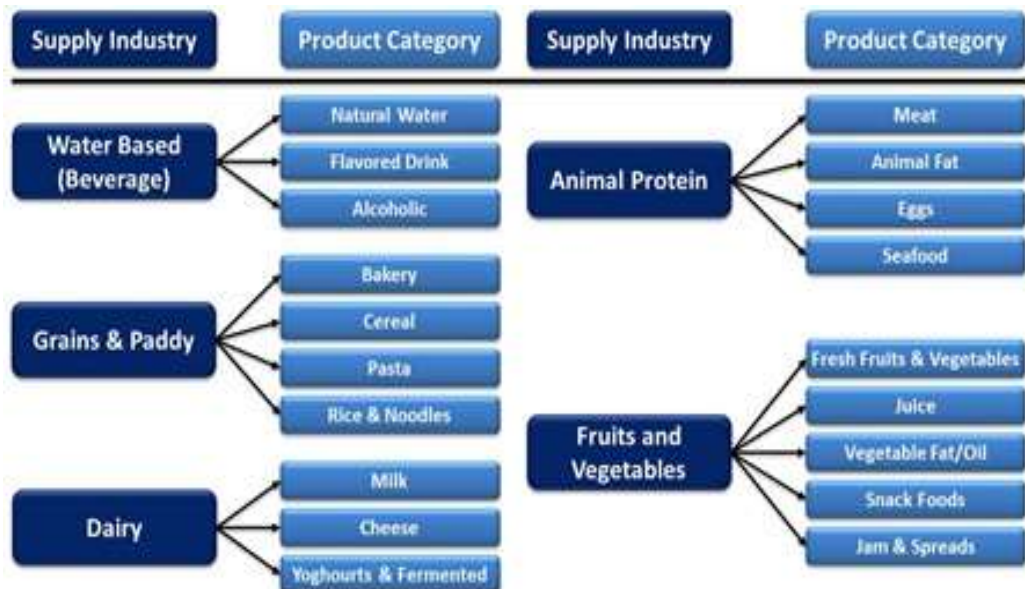 Supply Industry
Product Category
Supply Industry
Product Category
Water Based
(Beverage)
Natural Water
Flavored Drink
Alcoholic
Grains & Paddy
Bakery
Cereal
Pasta
Rice & Noodles
Dairy
Milk
Cheese
Yoghourts & Fermented
Animal Protein
Meat
Animal Fat
Eggs
Seafood
Fruits and
Vegetables
Fresh Fruits & Vegetables
Juice
Vegetable Fat/Oil
Snack Foods
Jam & Spreads